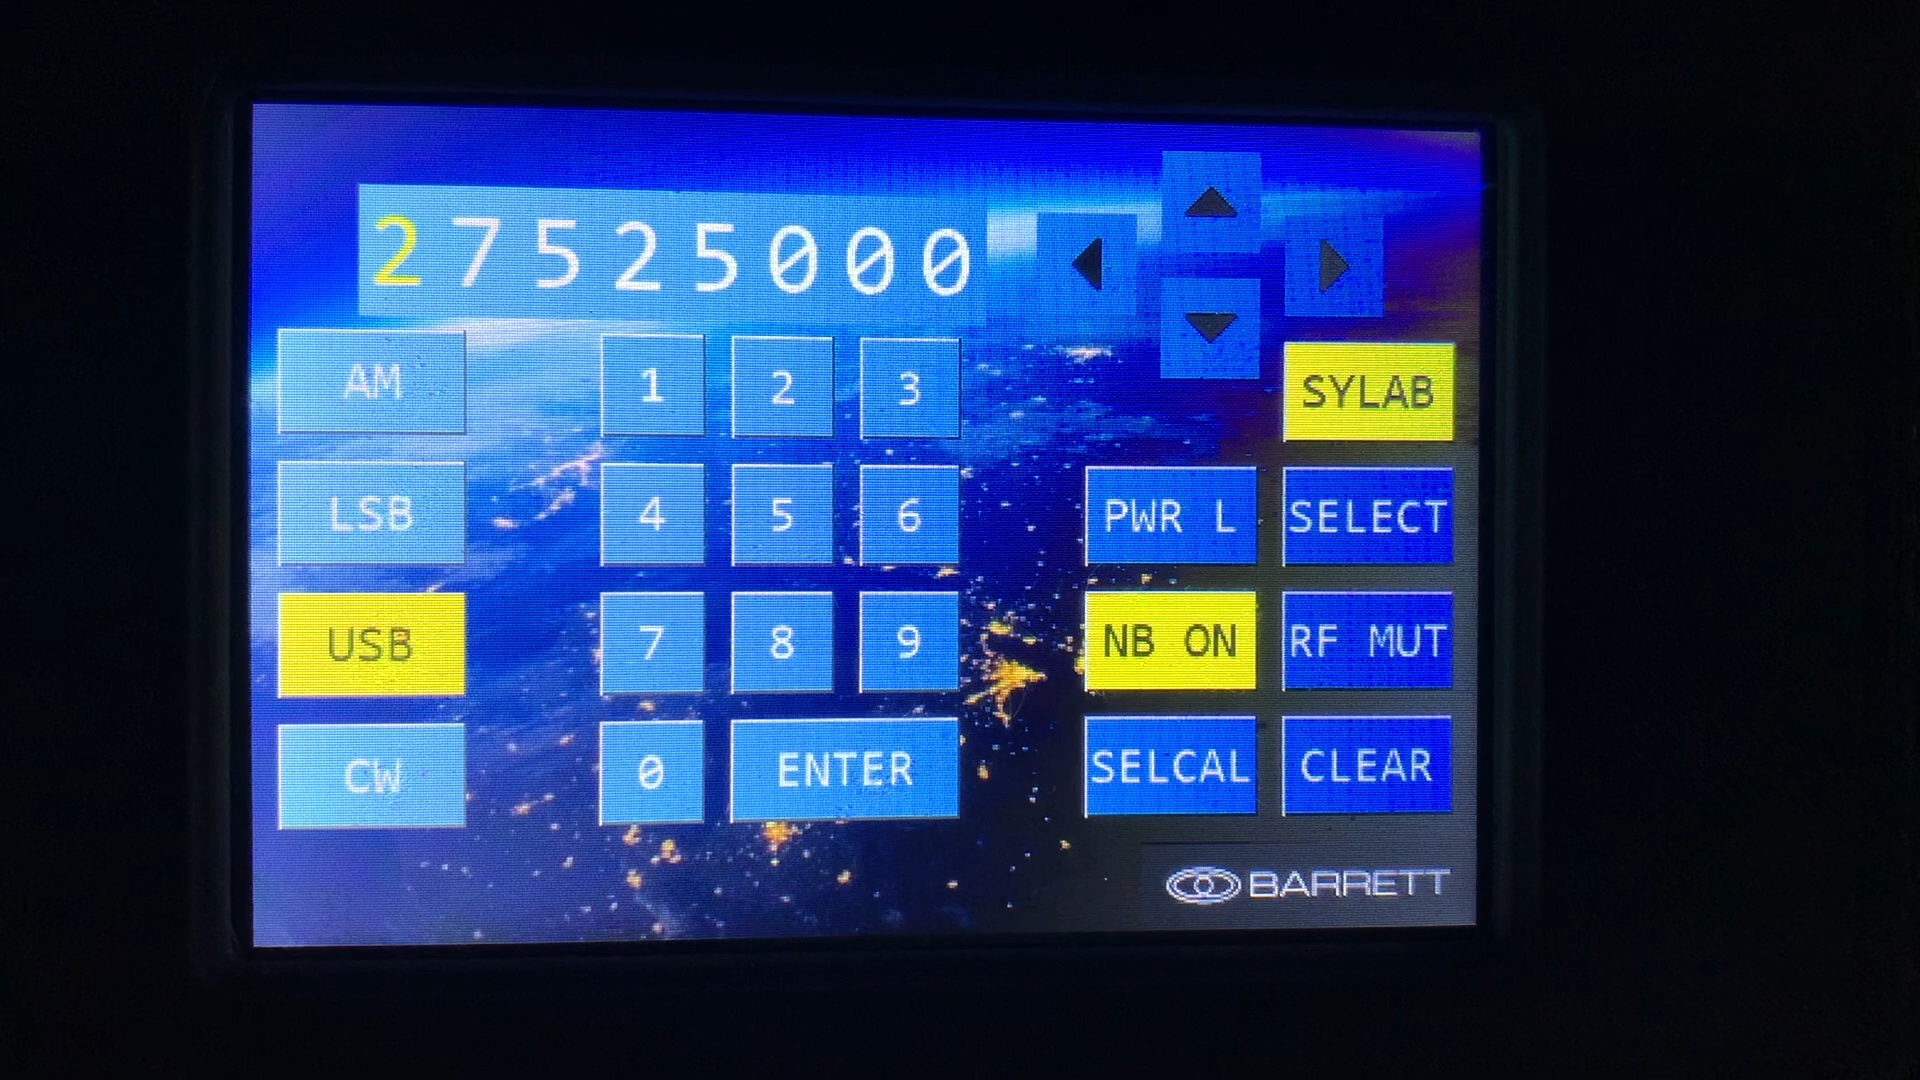 27525000
AM 1 2 3 SYLAB
LSB 4 5 6 PWR L SELECT
USB 7 8 9 NB ON RF MUT
CW 0 ENTER SELCAL CLEAR
BARRETT